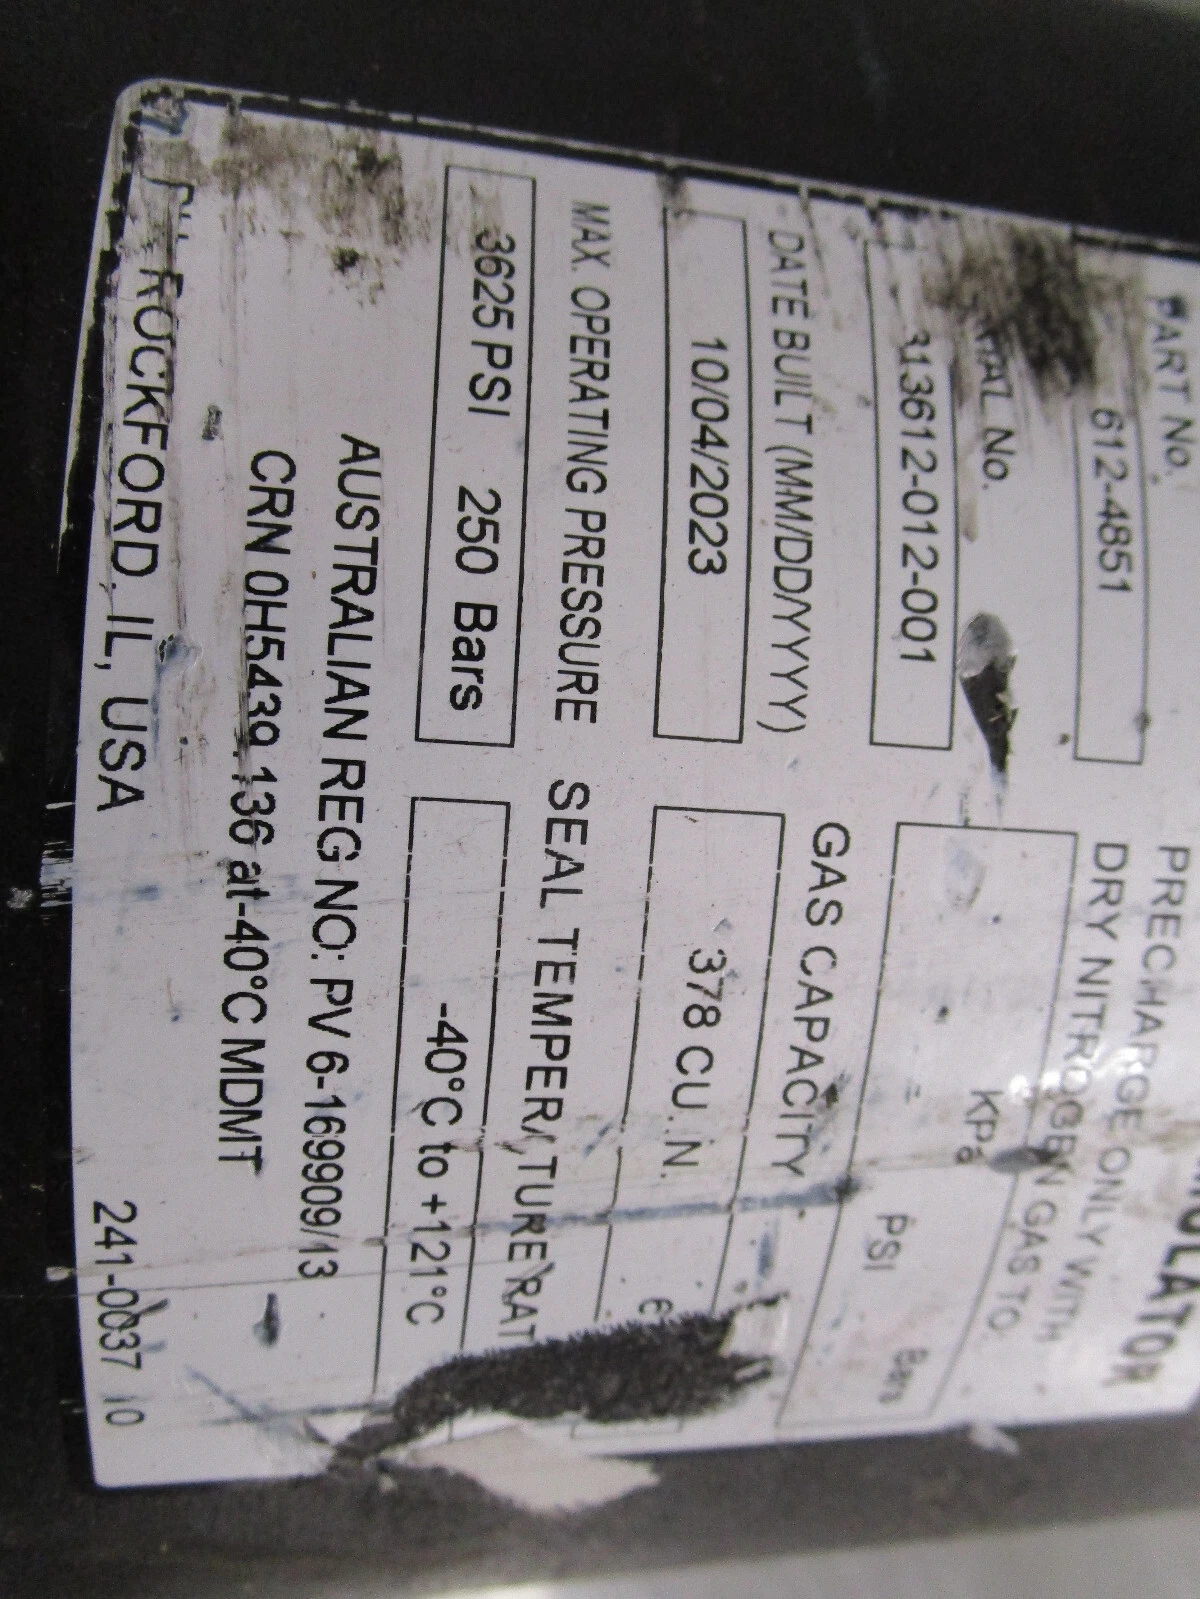 PRECHARGE ONLY WITH
DRY NITROGEN GAS TO
PART No.
612-4851
KPa PSI Bars
No.
13612-012-001
DATE BUILT (MM/DD/YYYY)
GAS CAPACITY
10/04/2023
378 CU. N.
MAX. OPERATING PRESSURE
SEAL TEMPERATURE RAT
3625 PSI 250 Bars
-40°C to +121°C
AUSTRALIAN REG NO: PV 6-169909/13
CRN 0H5439.136 at-40°C MDMT
ROCKFORD, IL, USA
241-0037 10